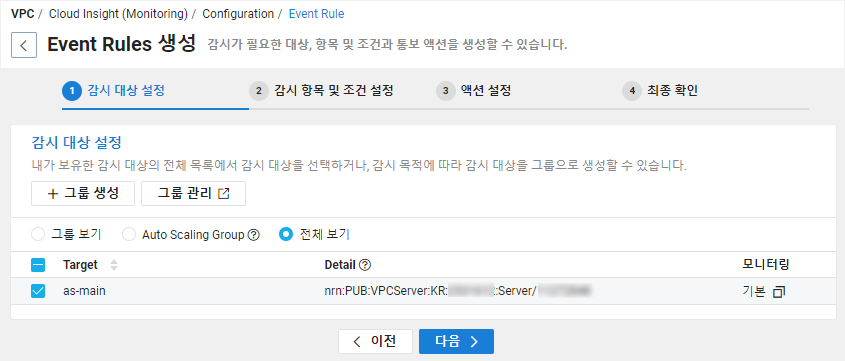 VPC / Cloud Insight (Monitoring) / Configuration / Event Rule
Event Rules 생성 감시가 필요한 대상, 항목 및 조건과 통보 액션을 생성할 수 있습니다.
1 감시 대상 설정 2 감시 항목 및 조건 설정 3 액션 설정 4 최종 확인
감시 대상 설정
내가 보유한 감시 대상의 전체 목록에서 감시 대상을 선택하거나, 감시 목적에 따라 감시 대상을 그룹으로 생성할 수 있습니다.
+ 그룹 생성 그룹 관리
그룹 보기 Auto Scaling Group ? 전체 보기
Target Detail ? 모니터링
as-main nrn:PUB:VPCServer:KR: :Server/ 기본
< 이전 다음 >